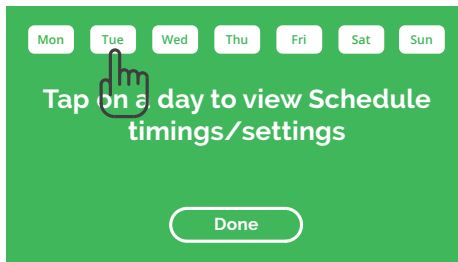 Mon Tue Wed Thu Fri Sat Sun
Tap on a day to view Schedule
timings/settings
Done